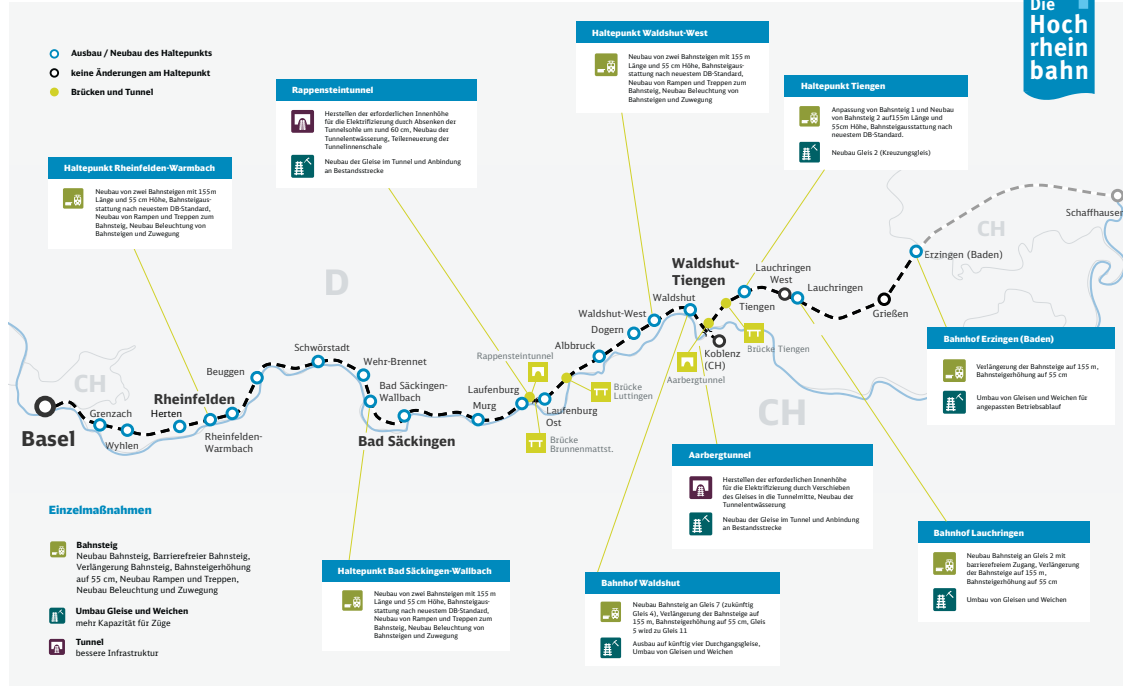 Die
Hoch
rhein
bahn
Ausbau / Neubau des Haltepunkts
keine Änderungen am Haltepunkt
Brücken und Tunnel
Haltepunkt Rheinfelden-Warmbach
Neubau von zwei Bahnsteigen mit 155m
Länge und 55 cm Höhe, Bahnsteigaus-
stattung nach neuestem DB-Standard,
Neubau von Rampen und Treppen zum
Bahnsteig, Neubau Beleuchtung von
Bahnsteigen und Zuwegung
Rappensteintunnel
Herstellen der erforderlichen Innenhöhe
für die Elektrifizierung durch Absenken der
Tunnelsohle um rund 60 cm, Neubau der
Tunnelentwässerung, Teilerneuerung der
Tunnelinnenschale
Neubau der Gleise im Tunnel und Anbindung
an Bestandsstrecke
Haltepunkt Waldshut-West
Neubau von zwei Bahnsteigen mit 155 m
Länge und 55 cm Höhe, Bahnsteigaus-
stattung nach neuestem DB-Standard,
Neubau von Rampen und Treppen zum
Bahnsteig, Neubau Beleuchtung von
Bahnsteigen und Zuwegung
Haltepunkt Tiengen
Anpassung von Bahnsteig 1 und Neubau
von Bahnsteig 2 auf155m Länge und
55cm Höhe, Bahnsteigausstattung nach
neuestem DB-Standard.
Neubau Gleis 2 (Kreuzungsgleis)
D
CH
CH
CH
Basel
Grenzach
Wyhlen
Herten
Rheinfelden
Rheinfelden-
Warmbach
Beuggen
Schwörstadt
Wehr-Brennet
Bad Säckingen-
Wallbach
Bad Säckingen
Murg
Laufenburg
Rappensteintunnel
Laufenburg
Ost
Brücke
Brunnenmattst.
Brücke
Luttingen
Albbruck
Dogern
Waldshut-West
Waldshut
Waldshut-
Tiengen
Koblenz
(CH)
Aarbergtunnel
Brücke Tiengen
Tiengen
Lauchringen
West
Lauchringen
Grießen
Erzingen (Baden)
Schaffhausen
Bahnhof Erzingen (Baden)
Verlängerung der Bahnsteige auf 155 m,
Bahnsteigerhöhung auf 55 cm
Umbau von Gleisen und Weichen für
angepassten Betriebsablauf
Aarbergtunnel
Herstellen der erforderlichen Innenhöhe
für die Elektrifizierung durch Verschieben
des Gleises in die Tunnelmitte, Neubau der
Tunnelentwässerung
Neubau der Gleise im Tunnel und Anbindung
an Bestandsstrecke
Bahnhof Lauchringen
Neubau Bahnsteig an Gleis 2 mit
barrierefreiem Zugang, Verlängerung
der Bahnsteige auf 155 m,
Bahnsteigerhöhung auf 55 cm
Umbau von Gleisen und Weichen
Bahnhof Waldshut
Neubau Bahnsteig an Gleis 7 (zukünftig
Gleis 4), Verlängerung der Bahnsteige auf
155 m, Bahnsteigerhöhung auf 55 cm, Gleis
5 wird zu Gleis 11
Ausbau auf künftig vier Durchgangsgleise,
Umbau von Gleisen und Weichen
Haltepunkt Bad Säckingen-Wallbach
Neubau von zwei Bahnsteigen mit 155 m
Länge und 55 cm Höhe, Bahnsteigaus-
stattung nach neuestem DB-Standard,
Neubau von Rampen und Treppen zum
Bahnsteig, Neubau Beleuchtung von
Bahnsteigen und Zuwegung
Einzelmaßnahmen
Bahnsteig
Neubau Bahnsteig, Barrierefreier Bahnsteig,
Verlängerung Bahnsteig, Bahnsteigerhöhung
auf 55 cm, Neubau Rampen und Treppen,
Neubau Beleuchtung und Zuwegung
Umbau Gleise und Weichen
mehr Kapazität für Züge
Tunnel
bessere Infrastruktur